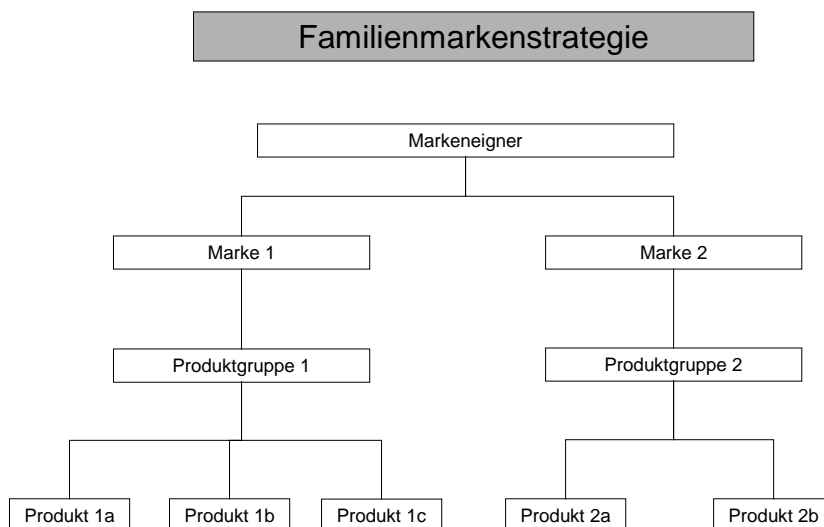 Familienmarkenstrategie
Markeneigner
Marke 1
Marke 2
Produktgruppe 1
Produktgruppe 2
Produkt 1a
Produkt 1b
Produkt 1c
Produkt 2a
Produkt 2b